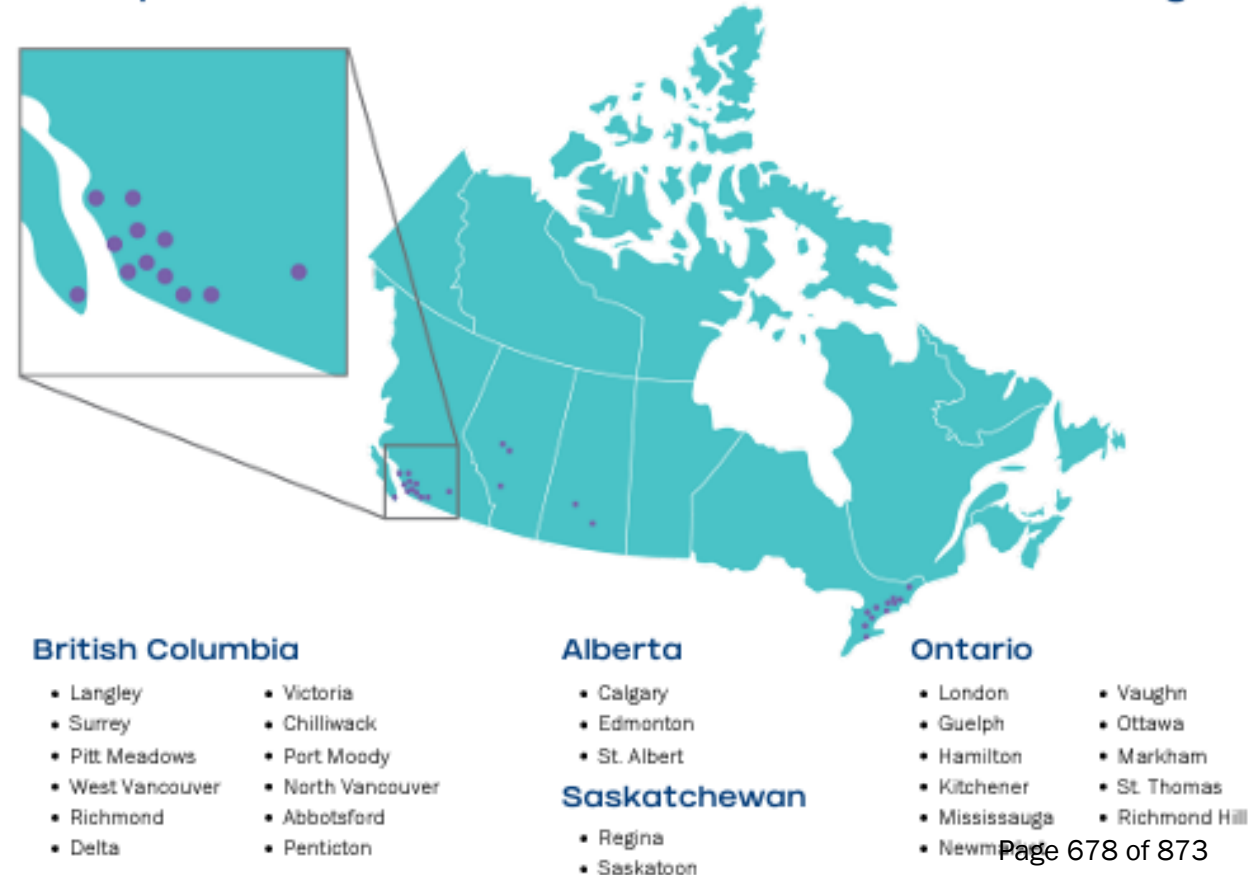 British Columbia
• Langley
• Surrey
• Pitt Meadows
• West Vancouver
• Richmond
• Delta
• Victoria
• Chilliwack
• Port Moody
• North Vancouver
• Abbotsford
• Penticton
Alberta
• Calgary
• Edmonton
• St. Albert
Saskatchewan
• Regina
• Saskatoon
Ontario
• London
• Guelph
• Hamilton
• Kitchener
• Mississauga
• Newmarket
• Vaughn
• Ottawa
• Markham
• St. Thomas
• Richmond Hill
Page 678 of 873